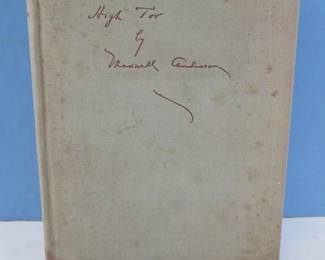 High Tor
by
Maxwell Anderson